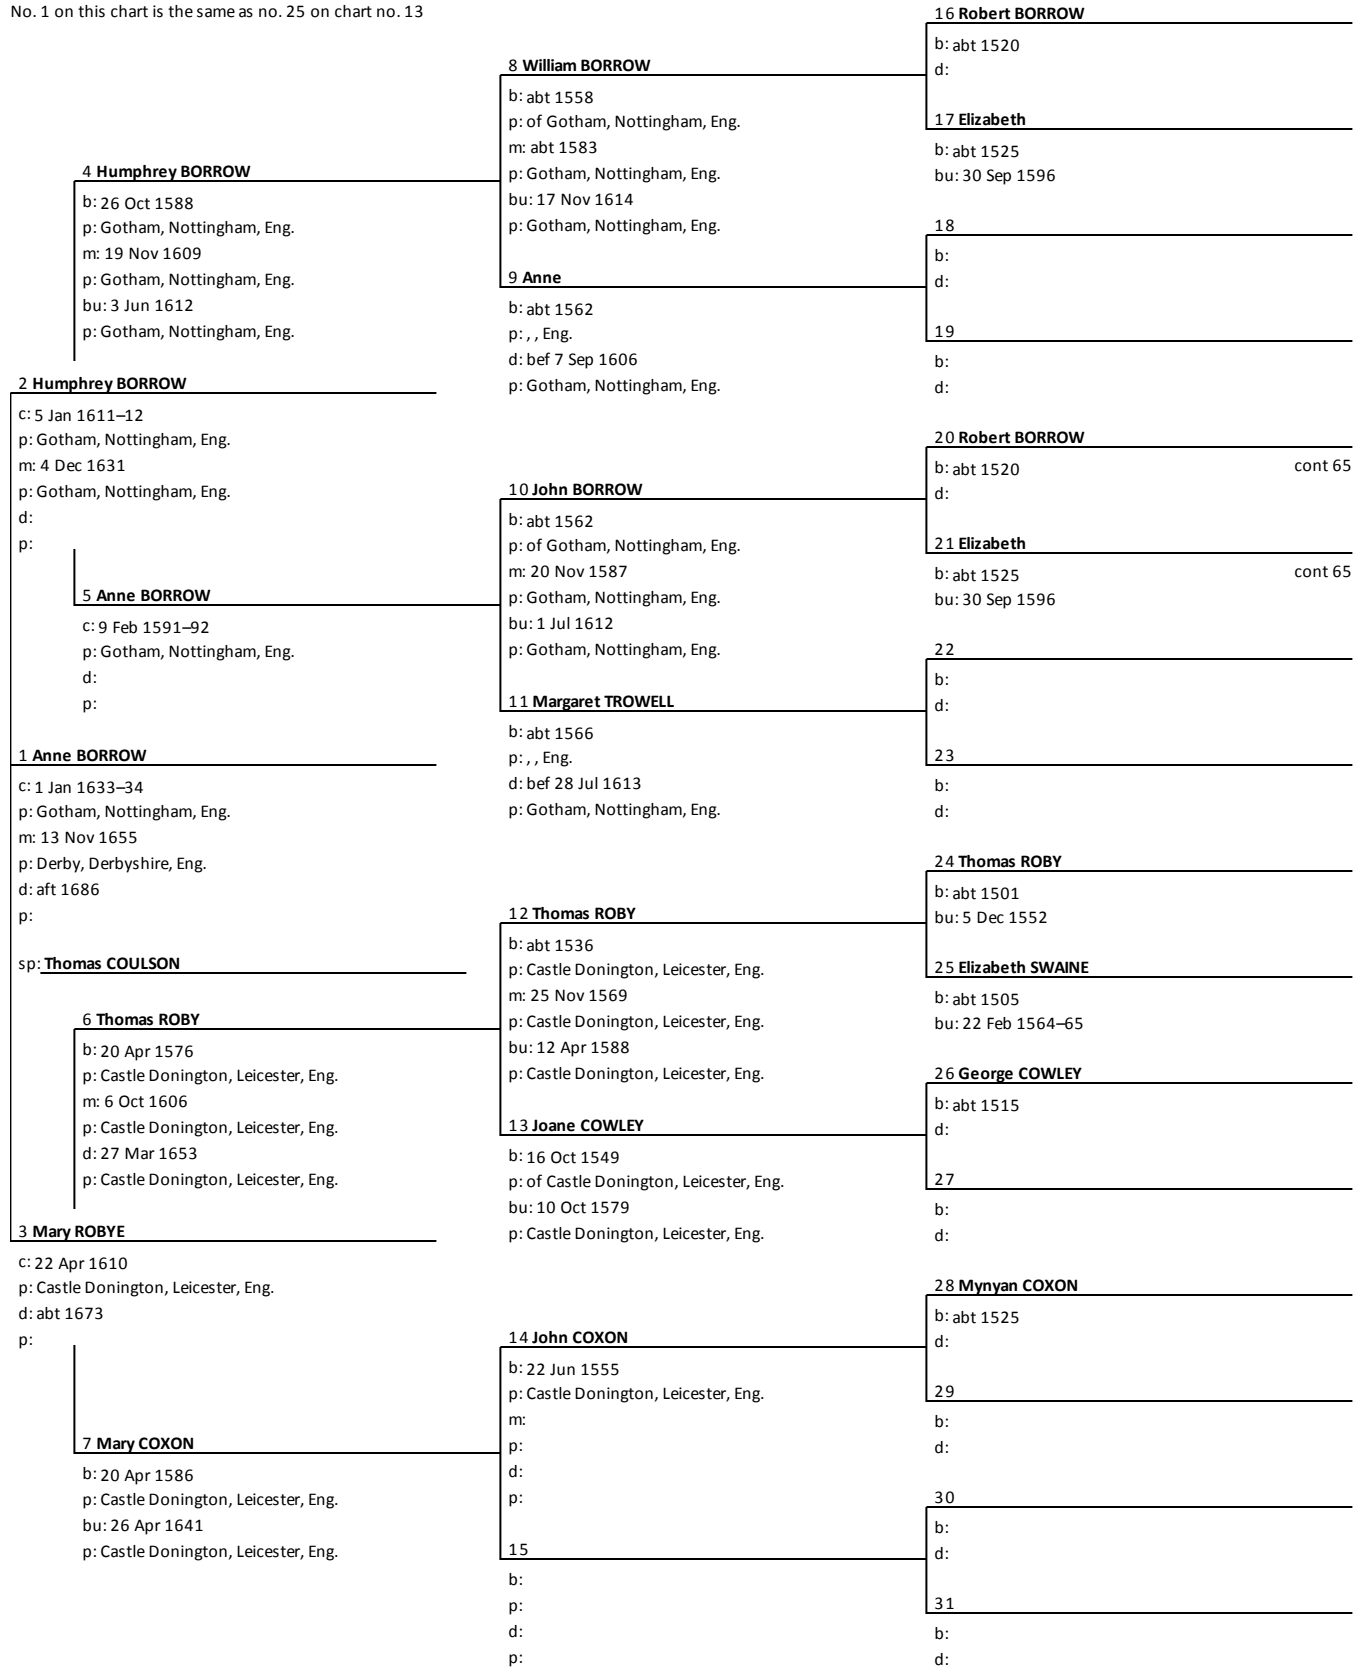 No. 1 on this chart is the same as no. 25 on chart no. 13
16 Robert BORROW
b: abt 1520
d:
8 William BORROW
b: abt 1558
p: of Gotham, Nottingham, Eng.
m: abt 1583
p: Gotham, Nottingham, Eng.
bu: 17 Nov 1614
p: Gotham, Nottingham, Eng.
17 Elizabeth
b: abt 1525
bu: 30 Sep 1596
4 Humphrey BORROW
b: 26 Oct 1588
p: Gotham, Nottingham, Eng.
m: 19 Nov 1609
p: Gotham, Nottingham, Eng.
bu: 3 Jun 1612
p: Gotham, Nottingham, Eng.
18
b:
d:
9 Anne
b: abt 1562
p: , , Eng.
d: bef 7 Sep 1606
p: Gotham, Nottingham, Eng.
19
b:
d:
2 Humphrey BORROW
c: 5 Jan 1611–12
p: Gotham, Nottingham, Eng.
m: 4 Dec 1631
p: Gotham, Nottingham, Eng.
d:
p:
20 Robert BORROW
b: abt 1520 cont 65
d:
10 John BORROW
b: abt 1562
p: of Gotham, Nottingham, Eng.
m: 20 Nov 1587
p: Gotham, Nottingham, Eng.
bu: 1 Jul 1612
p: Gotham, Nottingham, Eng.
21 Elizabeth
b: abt 1525 cont 65
bu: 30 Sep 1596
5 Anne BORROW
c: 9 Feb 1591–92
p: Gotham, Nottingham, Eng.
d:
p:
22
b:
d:
11 Margaret TROWELL
b: abt 1566
p: , , Eng.
d: bef 28 Jul 1613
p: Gotham, Nottingham, Eng.
23
b:
d:
1 Anne BORROW
c: 1 Jan 1633–34
p: Gotham, Nottingham, Eng.
m: 13 Nov 1655
p: Derby, Derbyshire, Eng.
d: aft 1686
p:
sp: Thomas COULSON
24 Thomas ROBY
b: abt 1501
bu: 5 Dec 1552
12 Thomas ROBY
b: abt 1536
p: Castle Donington, Leicester, Eng.
m: 25 Nov 1569
p: Castle Donington, Leicester, Eng.
bu: 12 Apr 1588
p: Castle Donington, Leicester, Eng.
25 Elizabeth SWAINE
b: abt 1505
bu: 22 Feb 1564–65
6 Thomas ROBY
b: 20 Apr 1576
p: Castle Donington, Leicester, Eng.
m: 6 Oct 1606
p: Castle Donington, Leicester, Eng.
d: 27 Mar 1653
p: Castle Donington, Leicester, Eng.
26 George COWLEY
b: abt 1515
d:
13 Joane COWLEY
b: 16 Oct 1549
p: of Castle Donington, Leicester, Eng.
bu: 10 Oct 1579
p: Castle Donington, Leicester, Eng.
27
b:
d:
3 Mary ROBYE
c: 22 Apr 1610
p: Castle Donington, Leicester, Eng.
d: abt 1673
p:
28 Mynyan COXON
b: abt 1525
d:
14 John COXON
b: 22 Jun 1555
p: Castle Donington, Leicester, Eng.
m:
p:
d:
p:
29
b:
d:
7 Mary COXON
b: 20 Apr 1586
p: Castle Donington, Leicester, Eng.
bu: 26 Apr 1641
p: Castle Donington, Leicester, Eng.
30
b:
d:
15
b:
p:
d:
p:
31
b:
d: